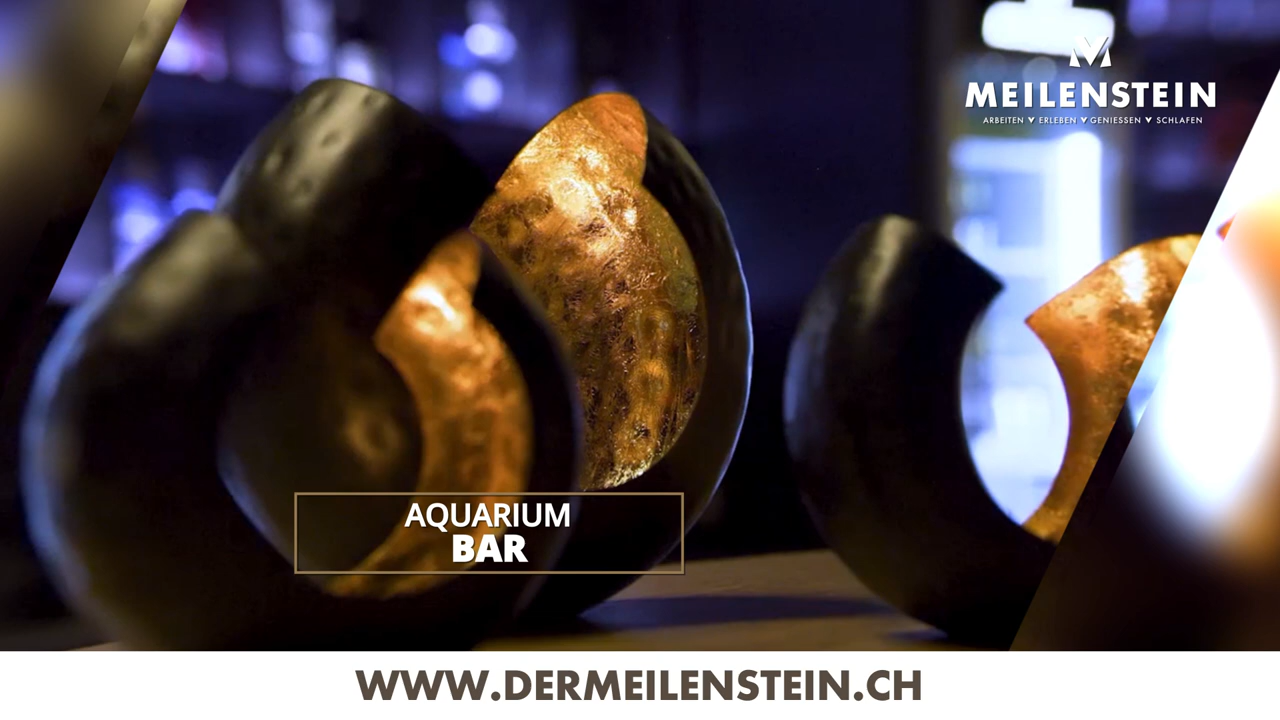 MEILENSTEIN
ARBEITEN ERLEBEN GENIESSEN SCHLAFEN
AQUARIUM
BAR
WWW.DERMEILENSTEIN.CH